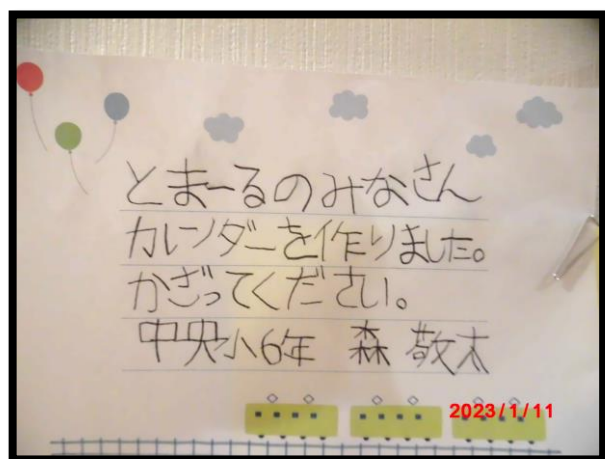 とまーるのみなさん
カレンダーを作りました。
かざってください。
中央小6年 森 敬太
2023/1/11